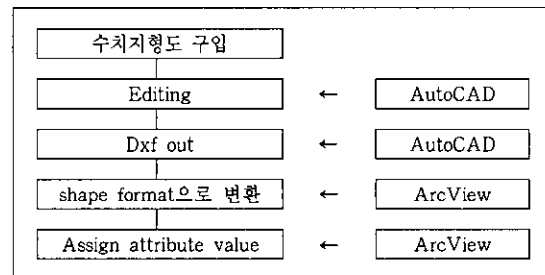 수치지형도 구입
Editing ← AutoCAD
Dxf out ← AutoCAD
shape format으로 변환 ← ArcView
Assign attribute value ← ArcView